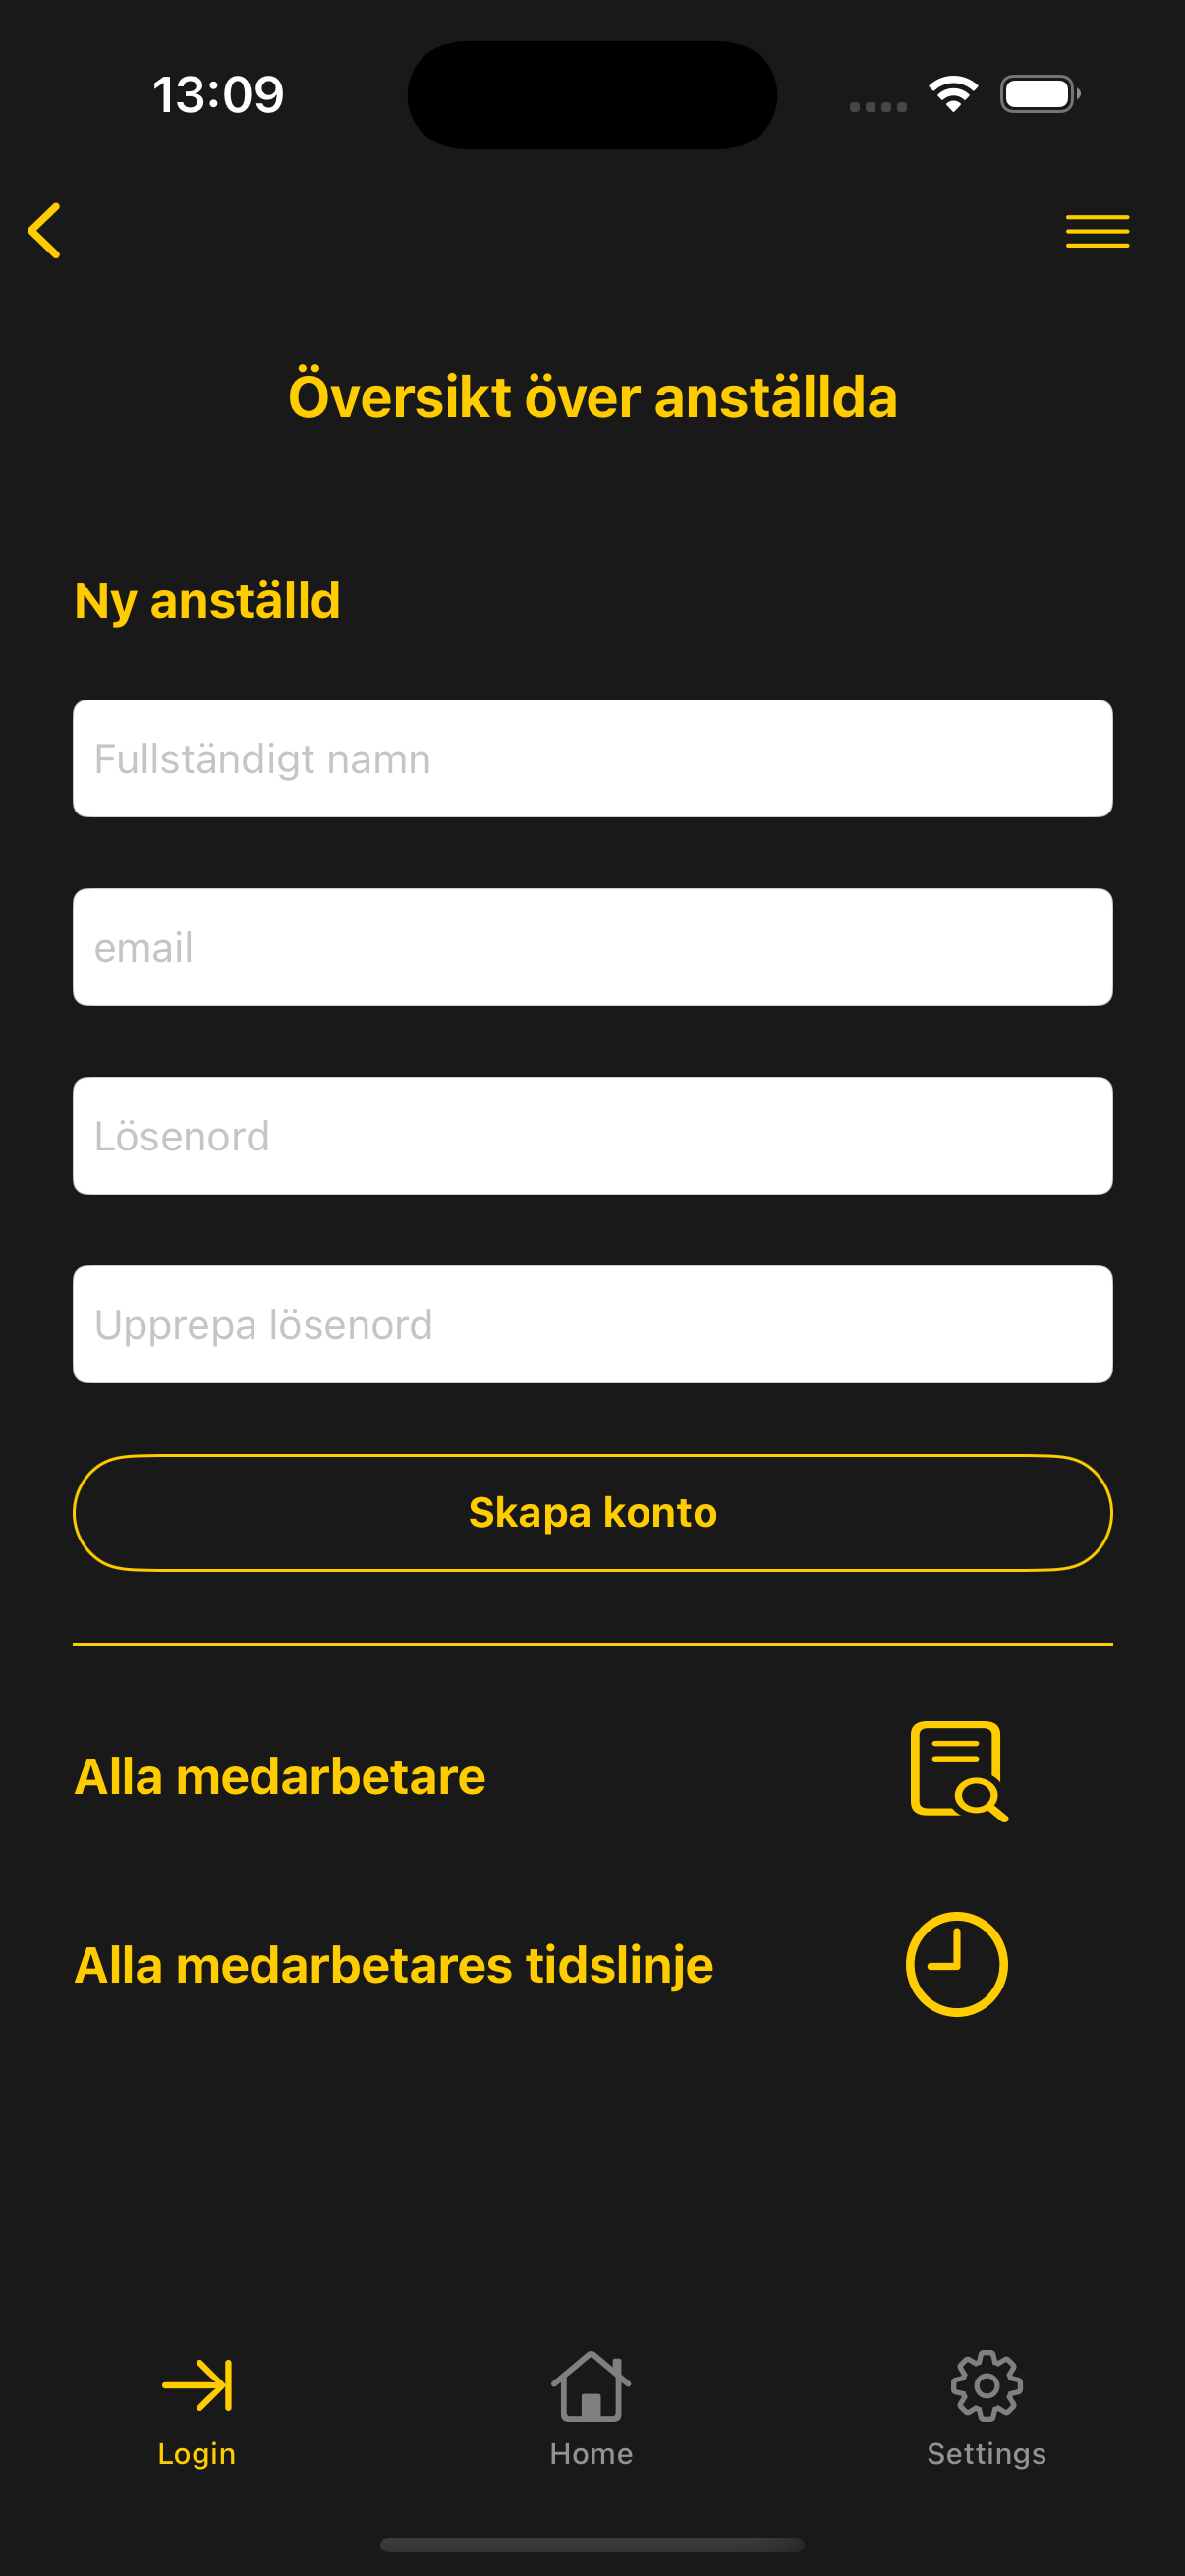 13:09
Översikt över anställda
Ny anställd
Fullständigt namn
email
Lösenord
Upprepa lösenord
Skapa konto
Alla medarbetare
Alla medarbetares tidslinje
Login
Home
Settings